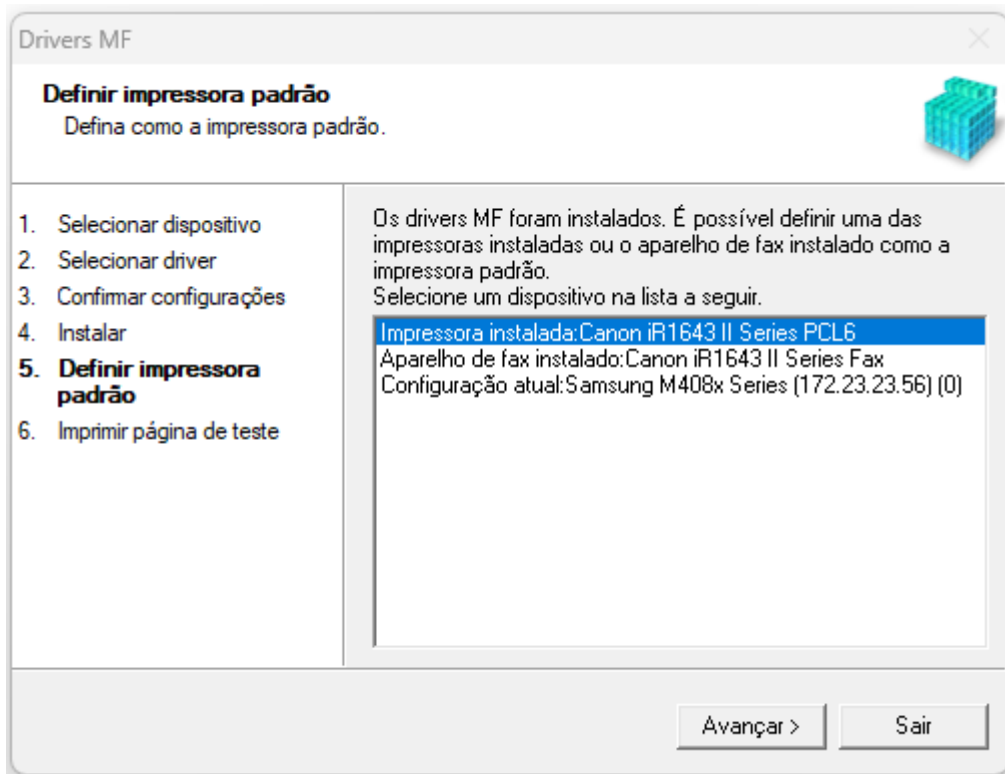 Drivers MF
Definir impressora padrão
Defina como a impressora padrão.
1. Selecionar dispositivo
2. Selecionar driver
3. Confirmar configurações
4. Instalar
5. Definir impressora
padrão
6. Imprimir página de teste
Os drivers MF foram instalados. É possível definir uma das
impressoras instaladas ou o aparelho de fax instalado como a
impressora padrão.
Selecione um dispositivo na lista a seguir.
Impressora instalada:Canon iR1643 II Series PCL6
Aparelho de fax instalado:Canon iR1643 II Series Fax
Configuração atual:Samsung M408x Series (172.23.23.56) (0)
Avançar >
Sair